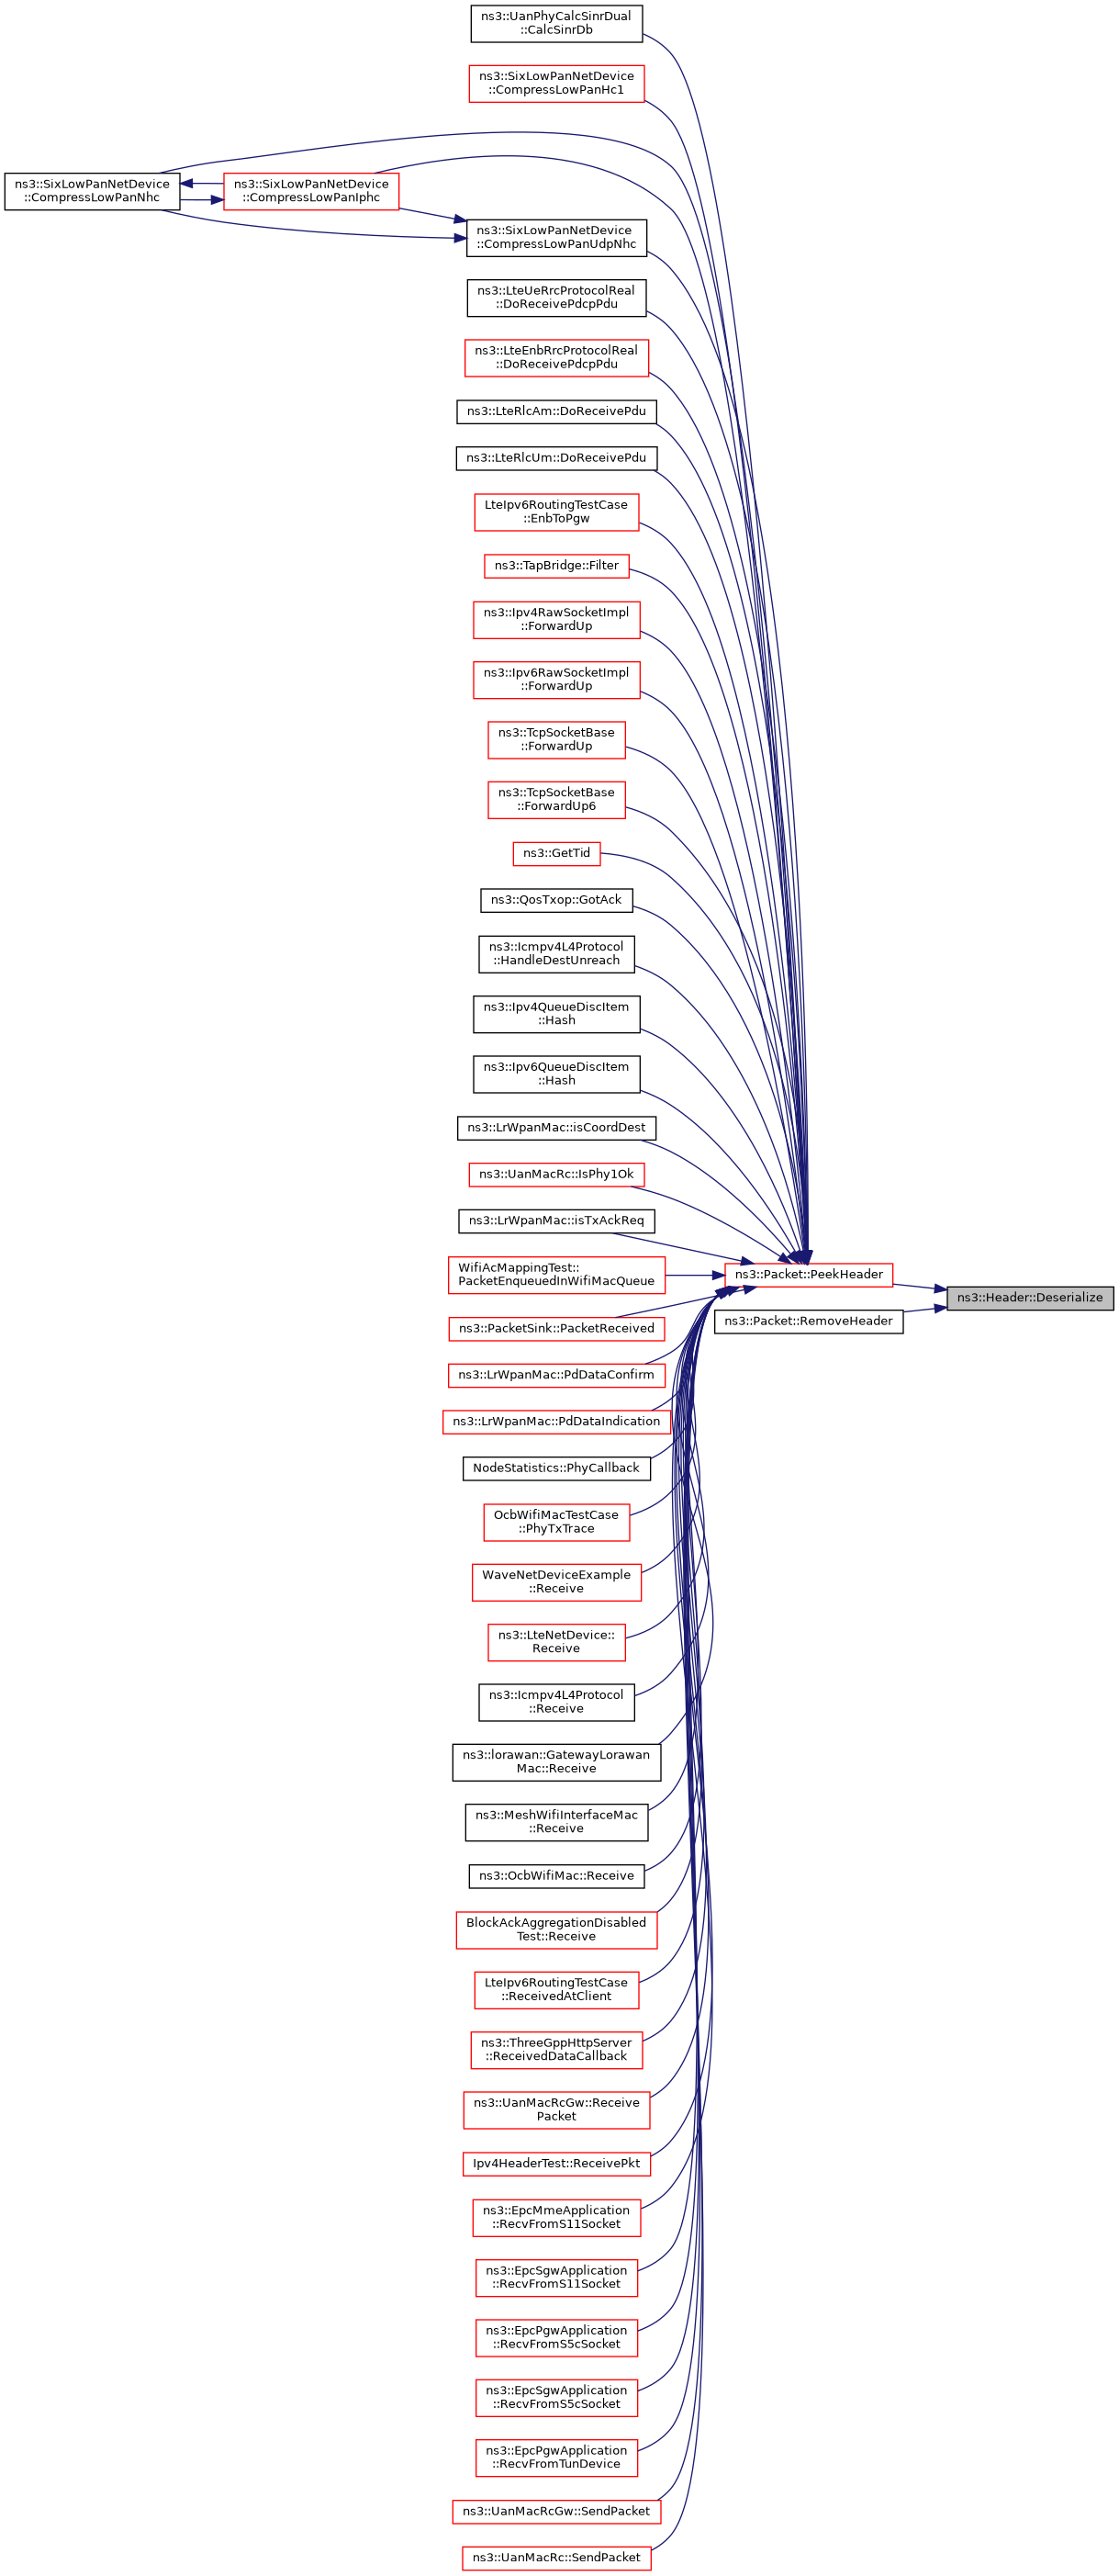 ns3::UanPhyCalcSinrDual
::CalcSinrDb
ns3::SixLowPanNetDevice
::CompressLowPanHc1
ns3::SixLowPanNetDevice
::CompressLowPanNhc
ns3::SixLowPanNetDevice
::CompressLowPanIphc
ns3::SixLowPanNetDevice
::CompressLowPanUdpNhc
ns3::LteUeRrcProtocolReal
::DoReceivePdcpPdu
ns3::LteEnbRrcProtocolReal
::DoReceivePdcpPdu
ns3::LteRlcAm::DoReceivePdu
ns3::LteRlcUm::DoReceivePdu
LteIpv6RoutingTestCase
::EnbToPgw
ns3::TapBridge::Filter
ns3::Ipv4RawSocketImpl
::ForwardUp
ns3::Ipv6RawSocketImpl
::ForwardUp
ns3::TcpSocketBase
::ForwardUp
ns3::TcpSocketBase
::ForwardUp6
ns3::GetTid
ns3::QosTxop::GotAck
ns3::Icmpv4L4Protocol
::HandleDestUnreach
ns3::Ipv4QueueDiscItem
::Hash
ns3::Ipv6QueueDiscItem
::Hash
ns3::LrWpanMac::isCoordDest
ns3::UanMacRc::IsPhy1Ok
ns3::LrWpanMac::isTxAckReq
WifiAcMappingTest::
PacketEnqueuedInWifiMacQueue
ns3::Packet::PeekHeader
ns3::Header::Deserialize
ns3::Packet::RemoveHeader
ns3::PacketSink::PacketReceived
ns3::LrWpanMac::PdDataConfirm
ns3::LrWpanMac::PdDataIndication
NodeStatistics::PhyCallback
OcbWifiMacTestCase
::PhyTxTrace
WaveNetDeviceExample
::Receive
ns3::LteNetDevice::
Receive
ns3::Icmpv4L4Protocol
::Receive
ns3::lorawan::GatewayLorawan
Mac::Receive
ns3::MeshWifiInterfaceMac
::Receive
ns3::OcbWifiMac::Receive
BlockAckAggregationDisabled
Test::Receive
LteIpv6RoutingTestCase
::ReceivedAtClient
ns3::ThreeGppHttpServer
::ReceivedDataCallback
ns3::UanMacRcGw::Receive
Packet
Ipv4HeaderTest::ReceivePkt
ns3::EpcMmeApplication
::RecvFromS11Socket
ns3::EpcSgwApplication
::RecvFromS11Socket
ns3::EpcPgwApplication
::RecvFromS5cSocket
ns3::EpcSgwApplication
::RecvFromS5cSocket
ns3::EpcPgwApplication
::RecvFromTunDevice
ns3::UanMacRcGw::SendPacket
ns3::UanMacRc::SendPacket